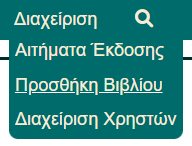 Διαχείριση
Αιτήματα Έκδοσης
Προσθήκη Βιβλίου
Διαχείριση Χρηστών